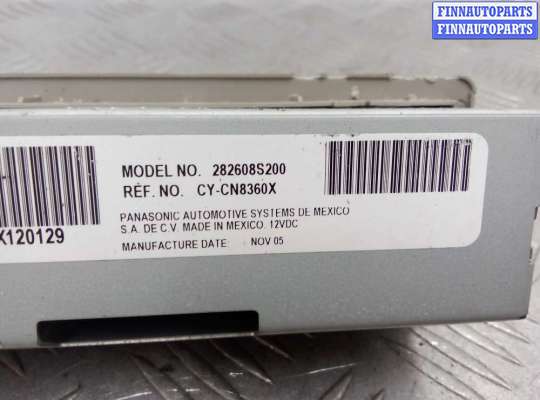 FINNAUTOPARTS
FINNAUTOPARTS
MODEL NO. 282608S200
REF. NO. CY-CN8360X
PANASONIC AUTOMOTIVE SYSTEMS DE MEXICO
S.A. DE C.V. MADE IN MEXICO. 12VDC
MANUFACTURE DATE: NOV 05
X120129